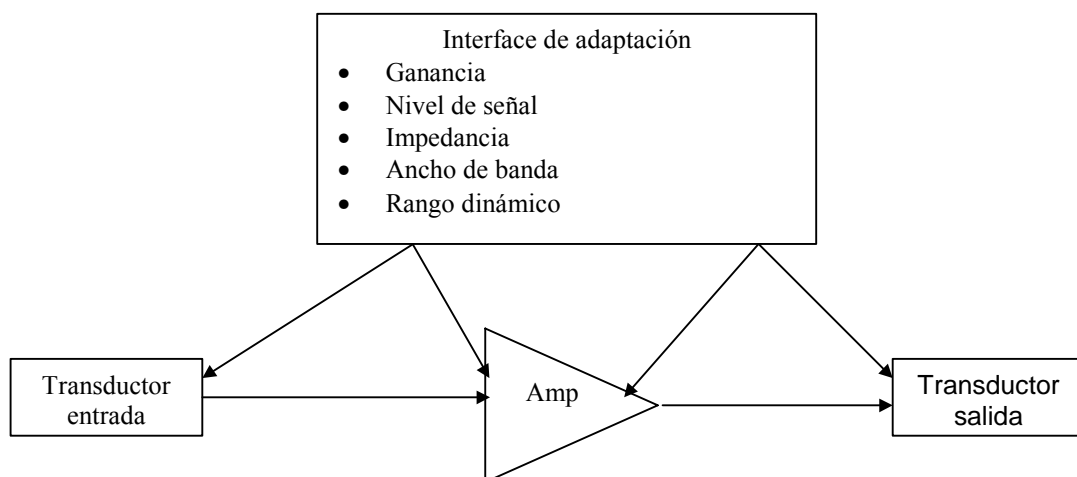 Interface de adaptación
• Ganancia
• Nivel de señal
• Impedancia
• Ancho de banda
• Rango dinámico
Transductor
entrada
Amp
Transductor
salida